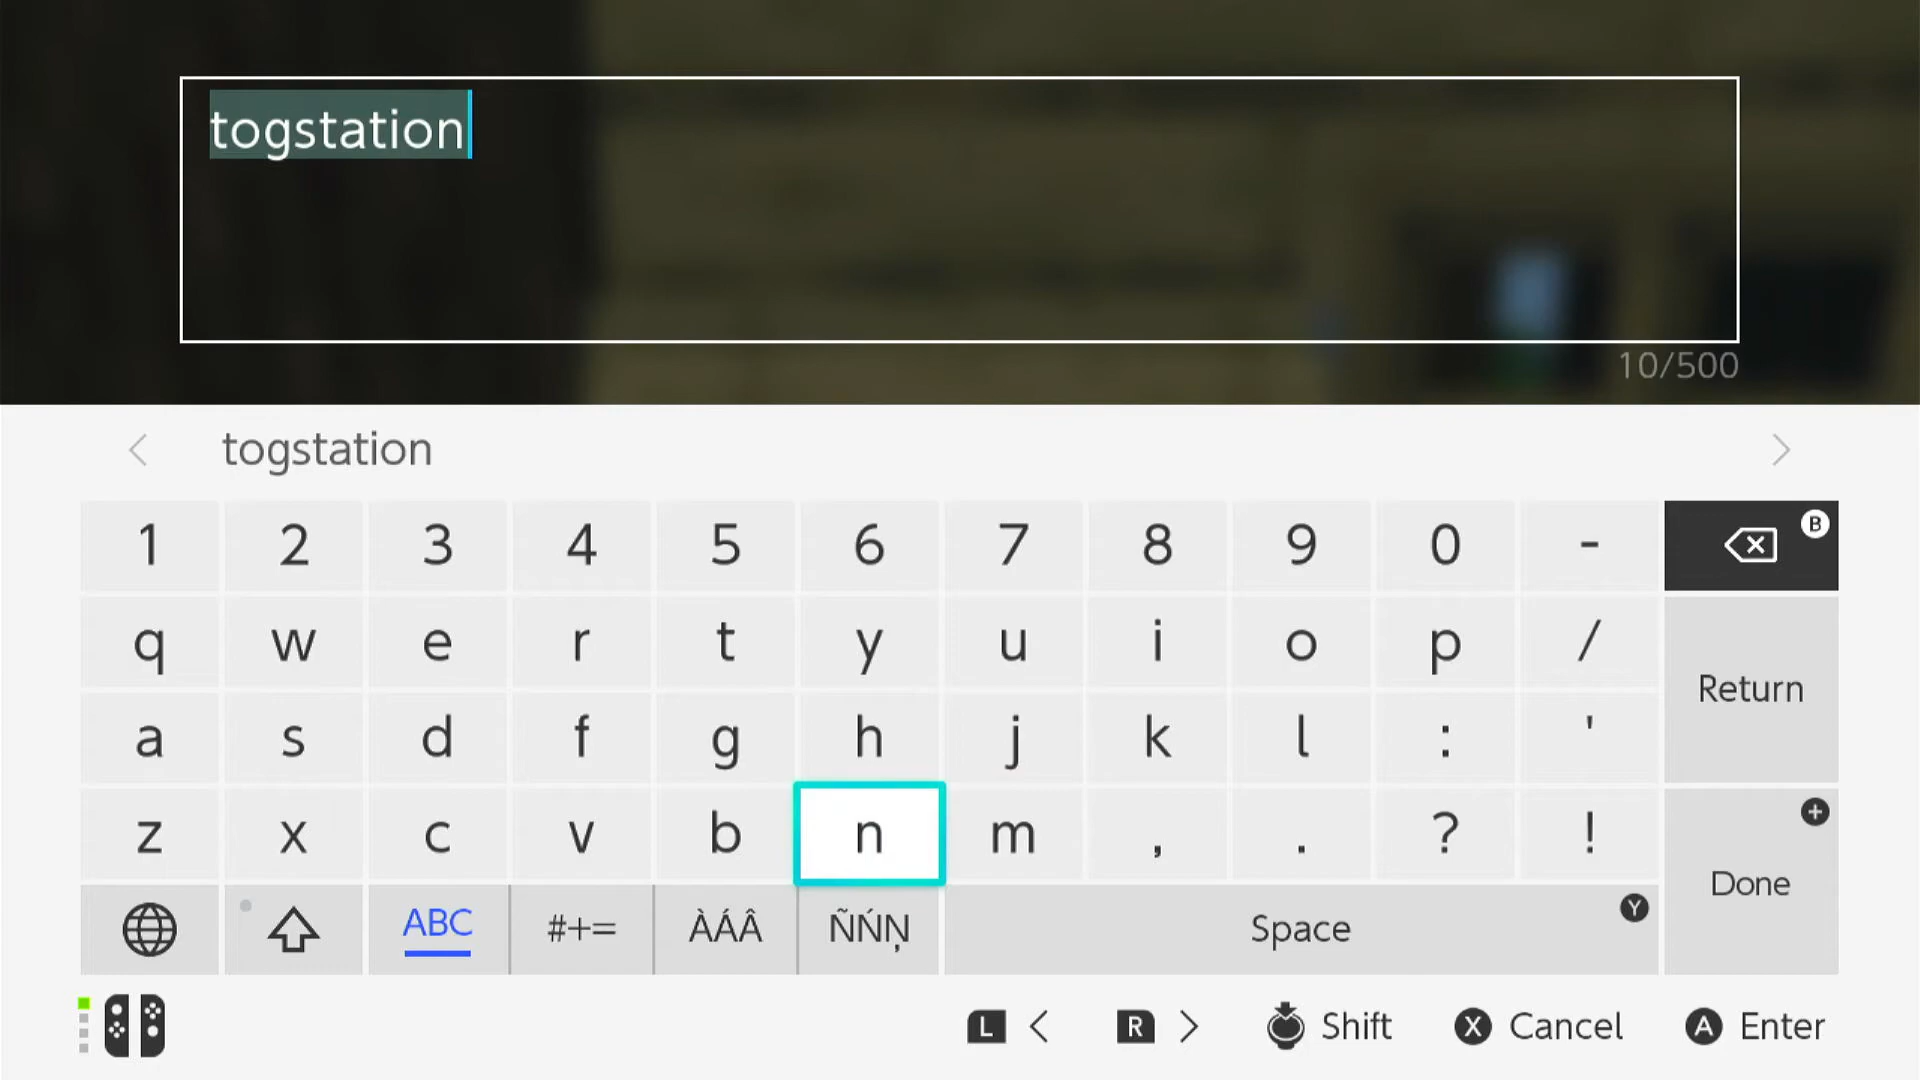 togstation
10/500
< togstation >
1 2 3 4 5 6 7 8 9 0 - B
q w e r t y u i o p / Return
a s d f g h j k l : '
z x c v b n m , . ? ! + Done
ABC #+= ÀÁÂ ÑŃŅ Space Y
L < R > Shift X Cancel A Enter